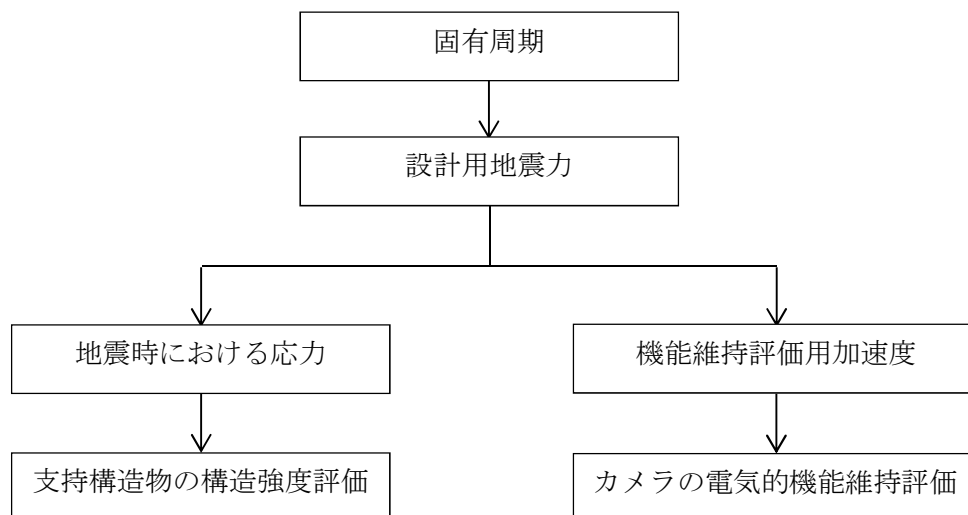 固有周期
設計用地震力
地震時における応力
機能維持評価用加速度
支持構造物の構造強度評価
カメラの電気的機能維持評価